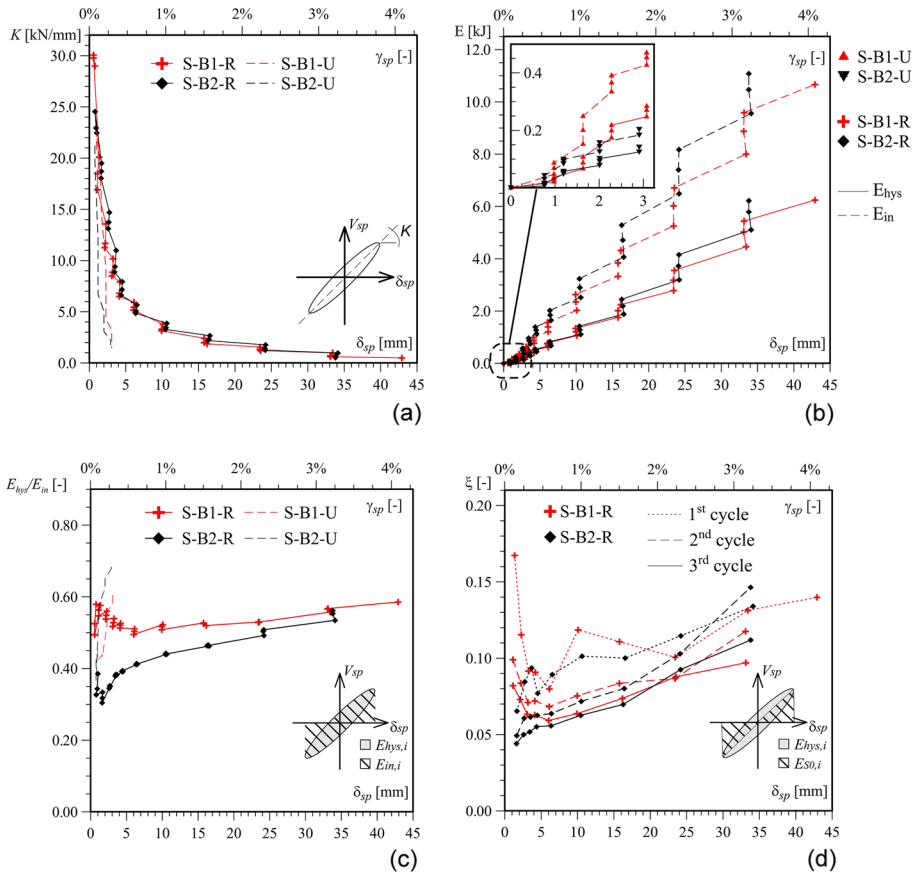 0% 1% 2% 3% 4%
K [kN/mm]
γsp [-]
30.0
25.0
20.0
15.0
10.0
5.0
0.0
S-B1-R S-B1-U
S-B2-R S-B2-U
Vsp
K
δsp
δsp [mm]
0 5 10 15 20 25 30 35 40 45
(a)
0% 1% 2% 3% 4%
E [kJ]
γsp [-]
12.0
10.0
8.0
6.0
4.0
2.0
0.0
0.4
0.2
0 1 2 3
S-B1-U
S-B2-U
S-B1-R
S-B2-R
Ehys
Ein
δsp [mm]
0 5 10 15 20 25 30 35 40 45
(b)
0% 1% 2% 3% 4%
Ehys/Ein [-]
γsp [-]
0.80
0.60
0.40
0.20
0.00
S-B1-R S-B1-U
S-B2-R S-B2-U
Vsp
δsp
Ehys,i
Ein,i
δsp [mm]
0 5 10 15 20 25 30 35 40 45
(c)
0% 1% 2% 3% 4%
ξ [-]
γsp [-]
0.20
0.15
0.10
0.05
0.00
S-B1-R
S-B2-R
1st cycle
2nd cycle
3rd cycle
Vsp
δsp
Ehys,i
ES0,i
δsp [mm]
0 5 10 15 20 25 30 35 40 45
(d)